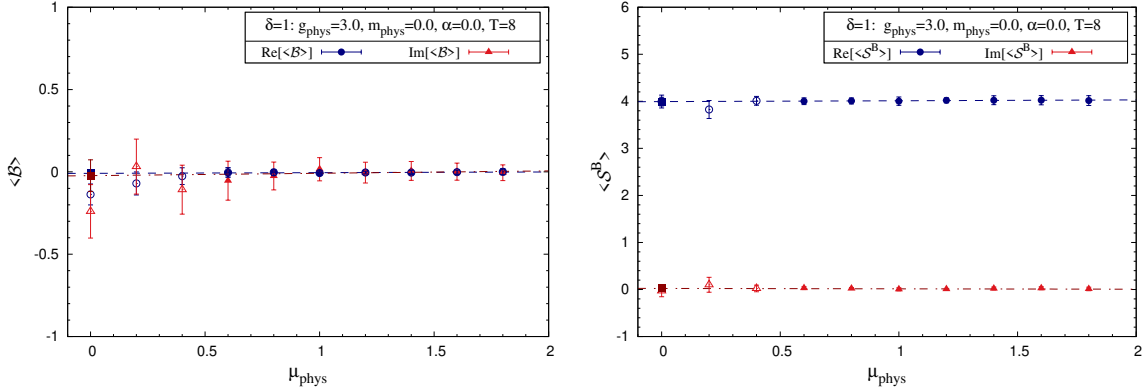 δ=1: g_phys=3.0, m_phys=0.0, α=0.0, T=8
Re[<𝓑>] Im[<𝓑>]
1
0.5
0
-0.5
-1
<𝓑>
0 0.5 1 1.5 2
μ_phys
δ=1: g_phys=3.0, m_phys=0.0, α=0.0, T=8
Re[<𝓢^B>] Im[<𝓢^B>]
6
5
4
3
2
1
0
-1
<𝓢^B>
0 0.5 1 1.5 2
μ_phys